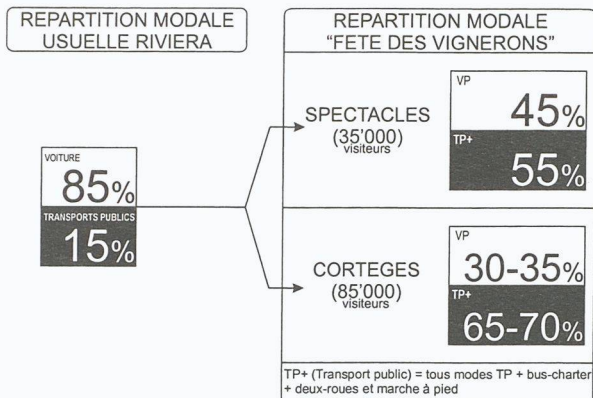 REPARTITION MODALE
USUELLE RIVIERA
REPARTITION MODALE
“FETE DES VIGNERONS”
VOITURE
85%
TRANSPORTS PUBLICS
15%
SPECTACLES
(35'000)
visiteurs
VP
45%
TP+
55%
CORTEGES
(85'000)
visiteurs
VP
30-35%
TP+
65-70%
TP+ (Transport public) = tous modes TP + bus-charter
+ deux-roues et marche à pied